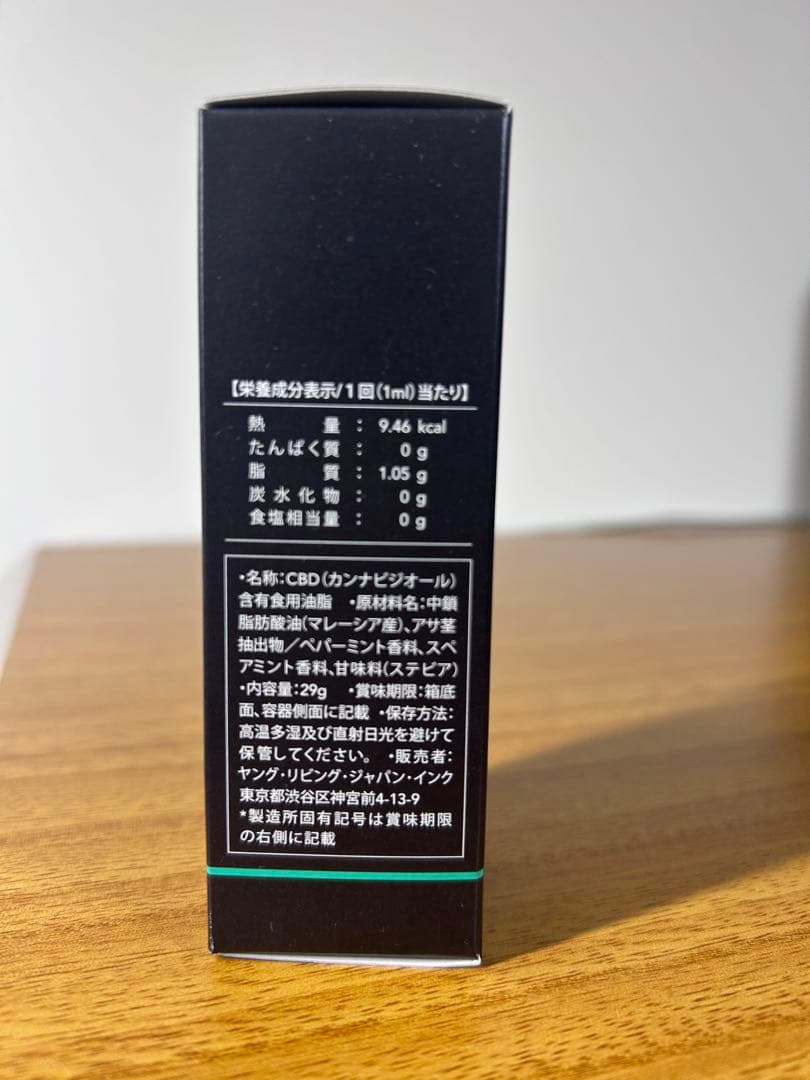 【栄養成分表示/1回(1ml)当たり】
熱量:9.46 kcal
たんぱく質:0 g
脂質:1.05 g
炭水化物:0 g
食塩相当量:0 g
・名称:CBD(カンナビジオール)
含有食用油脂 ・原材料名:中鎖
脂肪酸油(マレーシア産)、アサ茎
抽出物/ペパーミント香料、スペ
アミント香料、甘味料(ステビア)
・内容量:29g ・賞味期限:箱底
面、容器側面に記載 ・保存方法:
高温多湿及び直射日光を避けて
保管してください。 ・販売者:
ヤング・リビング・ジャパン・インク
東京都渋谷区神宮前4-13-9
*製造所固有記号は賞味期限
の右側に記載